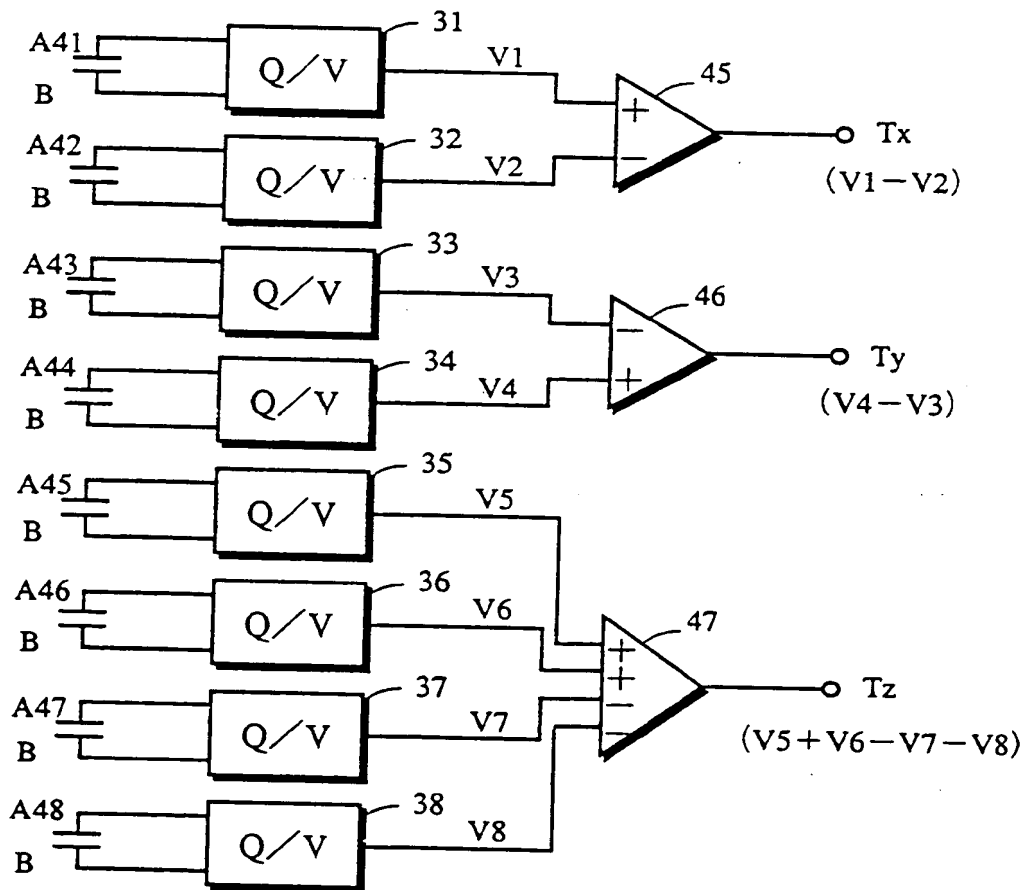 31
A41 Q/V V1 45
B + Tx
32
A42 Q/V V2 − (V1−V2)
B
33
A43 Q/V V3 46
B − Ty
34
A44 Q/V V4 + (V4−V3)
B
35
A45 Q/V V5
B
36
A46 Q/V V6 47
B +
+
37 − Tz
A47 Q/V V7 −
B (V5+V6−V7−V8)
38
A48 Q/V V8
B